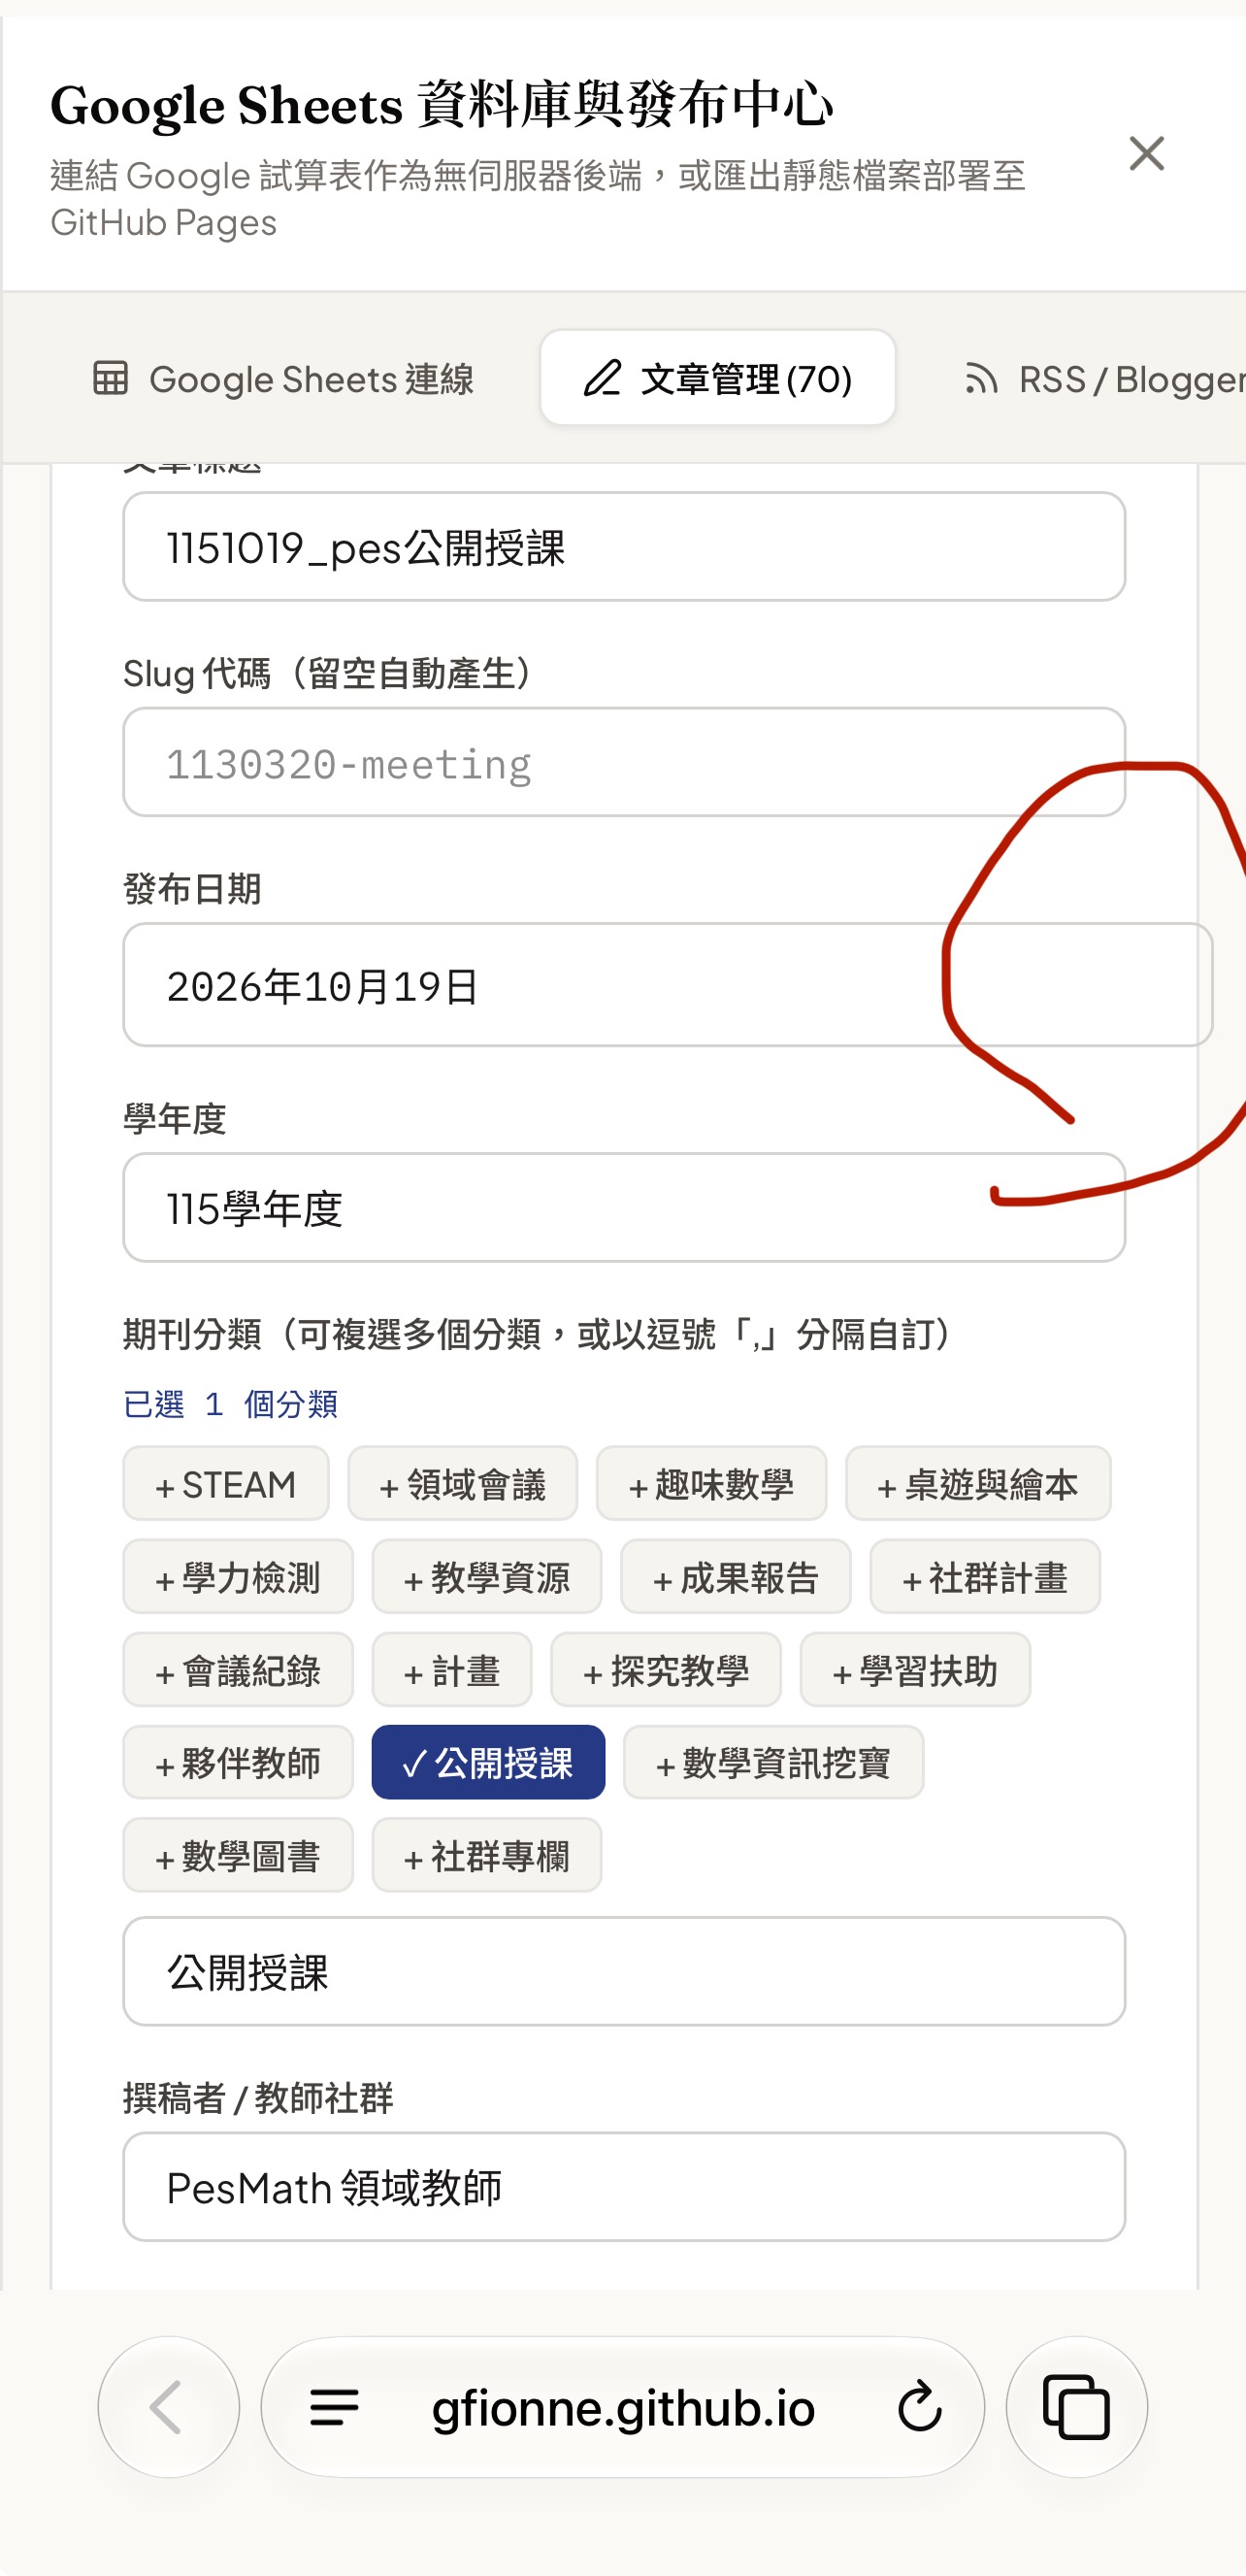 Google Sheets 資料庫與發布中心
連結 Google 試算表作為無伺服器後端，或匯出靜態檔案部署至
GitHub Pages
Google Sheets 連線
文章管理 (70)
RSS / Blogger
文章標題
1151019_pes公開授課
Slug 代碼（留空自動產生）
1130320-meeting
發布日期
2026年10月19日
學年度
115學年度
期刊分類（可複選多個分類，或以逗號「,」分隔自訂）
已選 1 個分類
+ STEAM
+ 領域會議
+ 趣味數學
+ 桌遊與繪本
+ 學力檢測
+ 教學資源
+ 成果報告
+ 社群計畫
+ 會議紀錄
+ 計畫
+ 探究教學
+ 學習扶助
+ 夥伴教師
✓ 公開授課
+ 數學資訊挖寶
+ 數學圖書
+ 社群專欄
公開授課
撰稿者 / 教師社群
PesMath 領域教師
gfionne.github.io